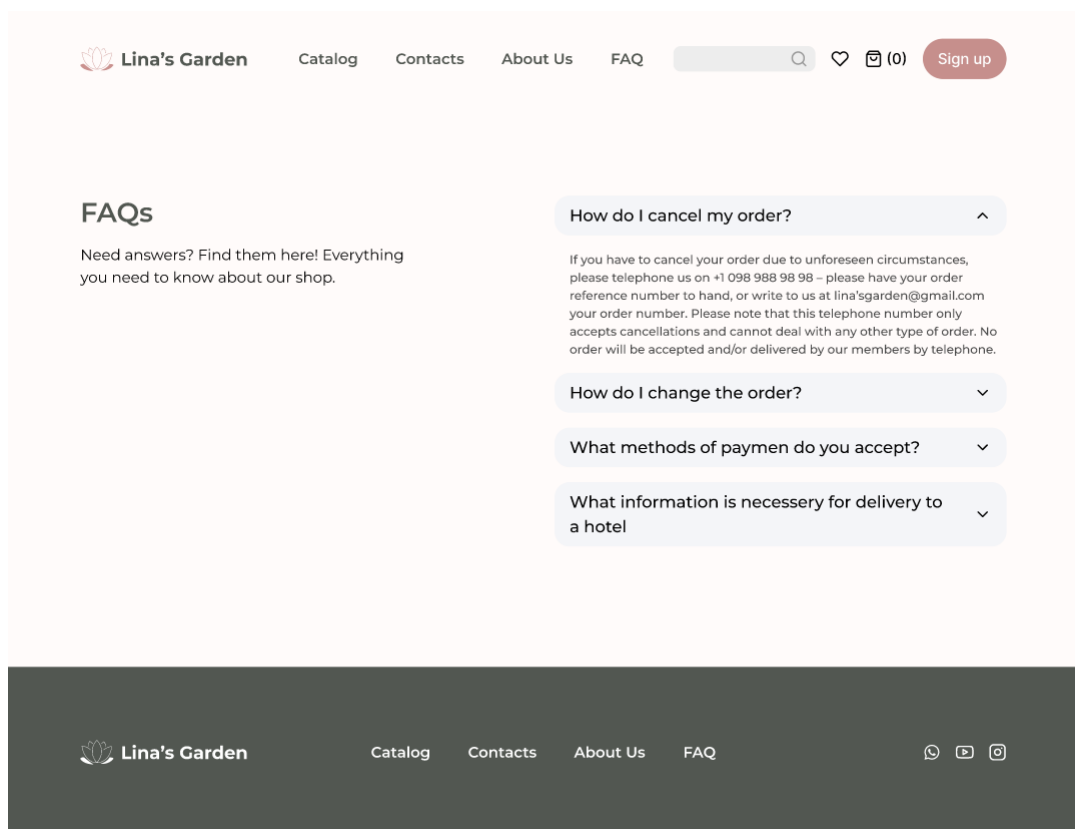 Lina's Garden
Catalog
Contacts
About Us
FAQ
(0)
Sign up
FAQs
Need answers? Find them here! Everything
you need to know about our shop.
How do I cancel my order?
If you have to cancel your order due to unforeseen circumstances,
please telephone us on +1 098 988 98 98 – please have your order
reference number to hand, or write to us at lina'sgarden@gmail.com
your order number. Please note that this telephone number only
accepts cancellations and cannot deal with any other type of order. No
order will be accepted and/or delivered by our members by telephone.
How do I change the order?
What methods of paymen do you accept?
What information is necessery for delivery to
a hotel
Lina's Garden
Catalog
Contacts
About Us
FAQ